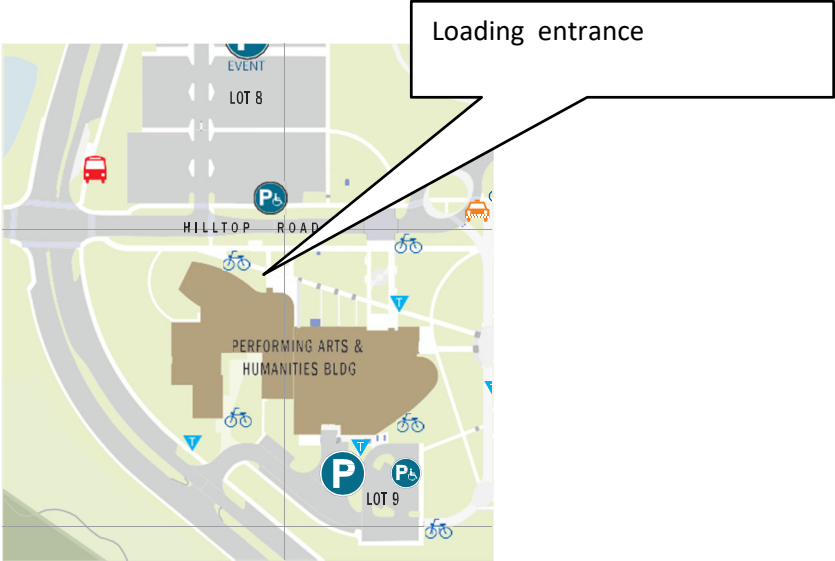 Loading entrance
P
EVENT
LOT 8
P
HILLTOP ROAD
T
PERFORMING ARTS &
HUMANITIES BLDG
T
T
T
P
P
LOT 9